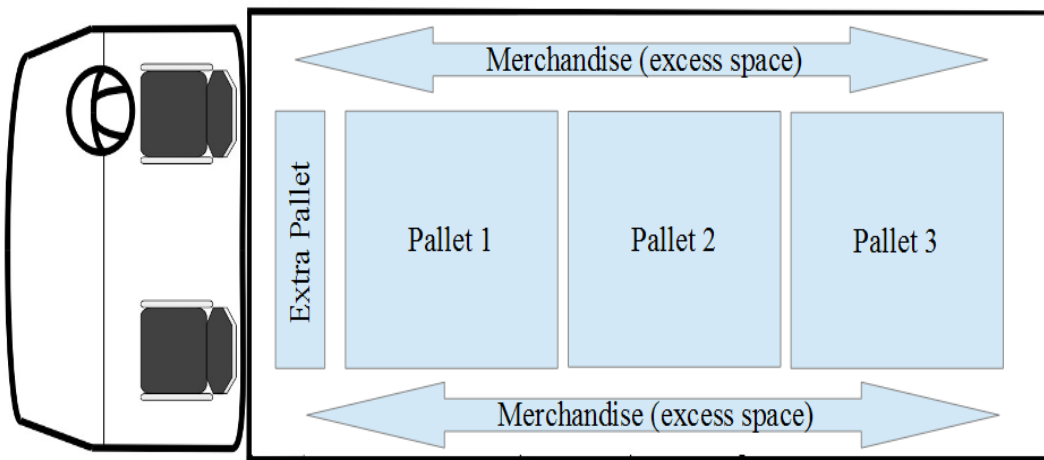 Merchandise (excess space)
Extra Pallet
Pallet 1
Pallet 2
Pallet 3
Merchandise (excess space)